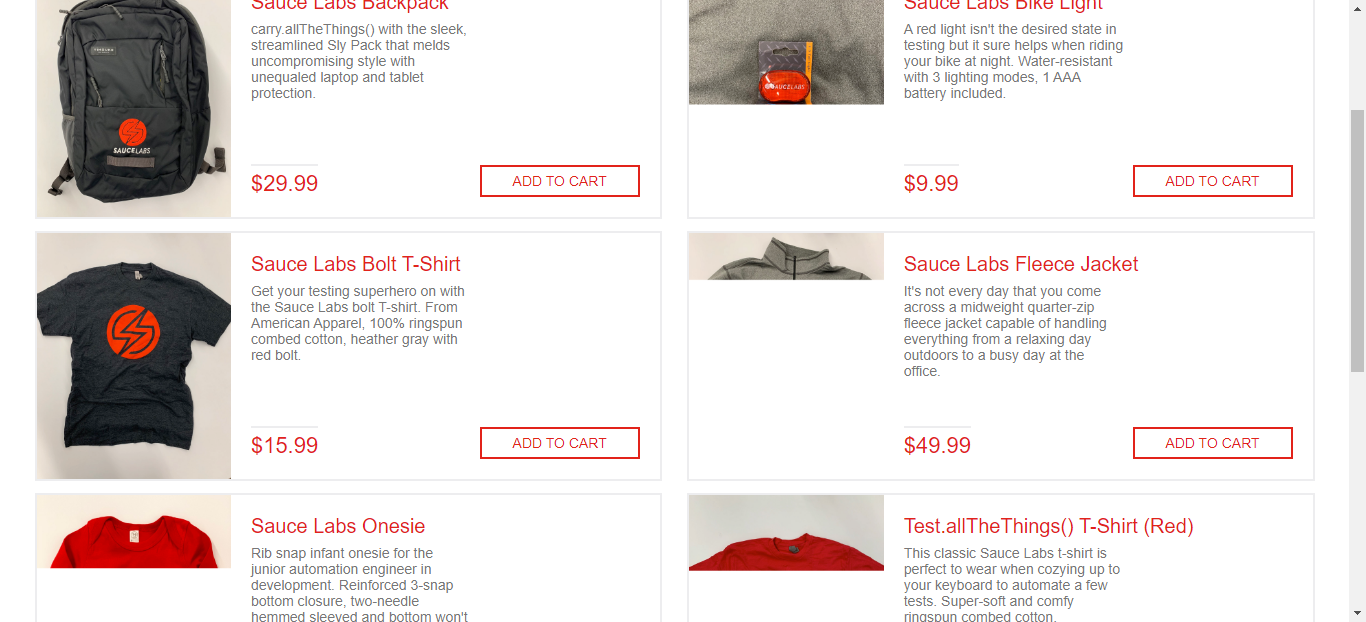 Sauce Labs Backpack
carry.allTheThings() with the sleek,
streamlined Sly Pack that melds
uncompromising style with
unequaled laptop and tablet
protection.
SAUCELABS
$29.99
ADD TO CART
Sauce Labs Bike Light
A red light isn't the desired state in
testing but it sure helps when riding
your bike at night. Water-resistant
with 3 lighting modes, 1 AAA
battery included.
SAUCELABS
$9.99
ADD TO CART
Sauce Labs Bolt T-Shirt
Get your testing superhero on with
the Sauce Labs bolt T-shirt. From
American Apparel, 100% ringspun
combed cotton, heather gray with
red bolt.
$15.99
ADD TO CART
Sauce Labs Fleece Jacket
It's not every day that you come
across a midweight quarter-zip
fleece jacket capable of handling
everything from a relaxing day
outdoors to a busy day at the
office.
$49.99
ADD TO CART
Sauce Labs Onesie
Rib snap infant onesie for the
junior automation engineer in
development. Reinforced 3-snap
bottom closure, two-needle
hemmed sleeved and bottom won't
Test.allTheThings() T-Shirt (Red)
This classic Sauce Labs t-shirt is
perfect to wear when cozying up to
your keyboard to automate a few
tests. Super-soft and comfy
ringspun combed cotton.